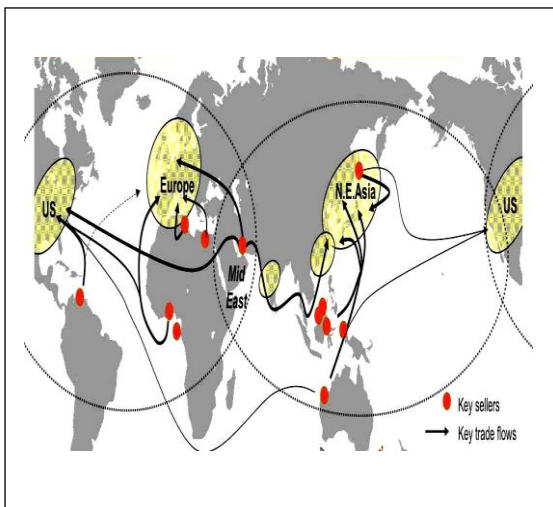 US
Europe
N.E.Asia
US
Mid
East
Key sellers
Key trade flows